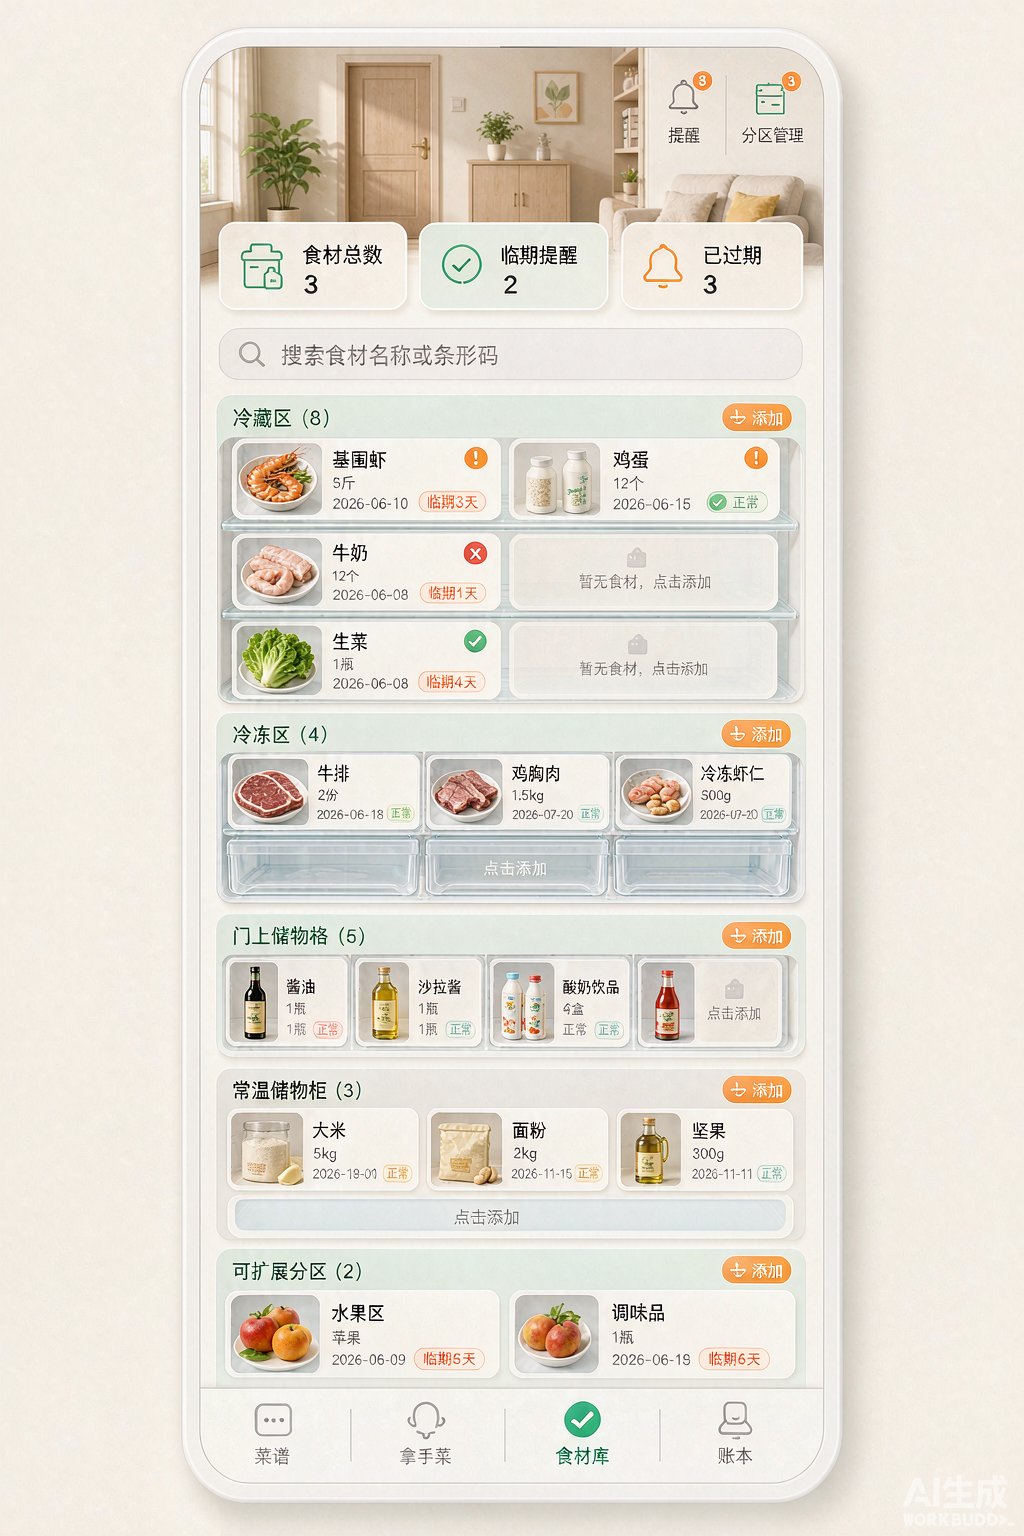 3
3
提醒
分区管理
食材总数
3
临期提醒
2
已过期
3
搜索食材名称或条形码
冷藏区 (8)
添加
基围虾
5斤
2026-06-10
临期3天
鸡蛋
12个
2026-06-15
正常
牛奶
12个
2026-06-08
临期1天
暂无食材，点击添加
生菜
1瓶
2026-06-08
临期4天
暂无食材，点击添加
冷冻区 (4)
添加
牛排
2份
2026-06-18 正常
鸡胸肉
1.5kg
2026-07-20 正常
冷冻虾仁
500g
2026-07-20 正常
点击添加
门上储物格 (5)
添加
酱油
1瓶
1瓶 正常
沙拉酱
1瓶
1瓶 正常
酸奶饮品
正常 正常
点击添加
常温储物柜 (3)
添加
大米
5kg
正常
面粉
2kg
2026-11-15 正常
坚果
300g
2026-11-11 正常
点击添加
可扩展分区 (2)
添加
水果区
苹果
2026-06-09
临期5天
调味品
1瓶
2026-06-19
临期6天
菜谱
拿手菜
食材库
账本
AI生成
WORKBUDDY